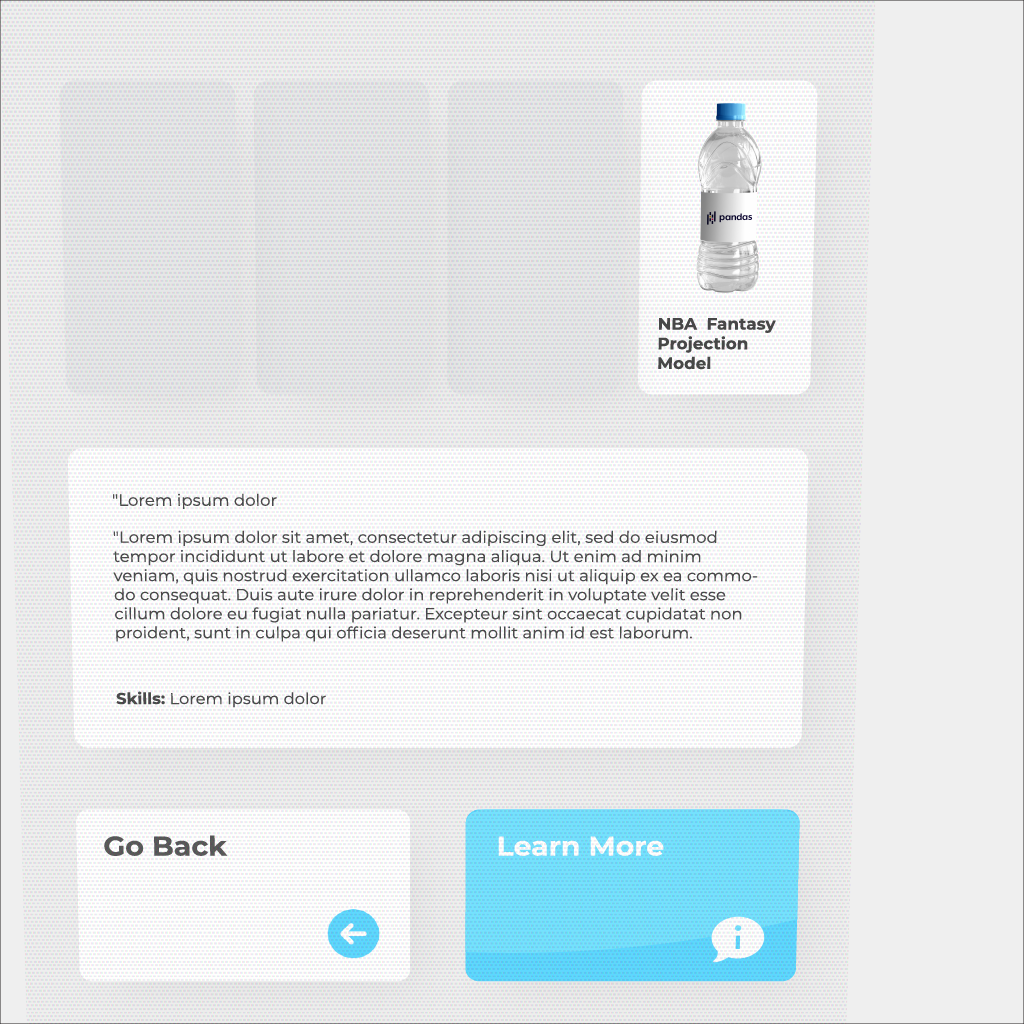 pandas
NBA  Fantasy
Projection
Model
"Lorem ipsum dolor
"Lorem ipsum dolor sit amet, consectetur adipiscing elit, sed do eiusmod
tempor incididunt ut labore et dolore magna aliqua. Ut enim ad minim
veniam, quis nostrud exercitation ullamco laboris nisi ut aliquip ex ea commo-
do consequat. Duis aute irure dolor in reprehenderit in voluptate velit esse
cillum dolore eu fugiat nulla pariatur. Excepteur sint occaecat cupidatat non
proident, sunt in culpa qui officia deserunt mollit anim id est laborum.
Skills: Lorem ipsum dolor
Go Back
Learn More